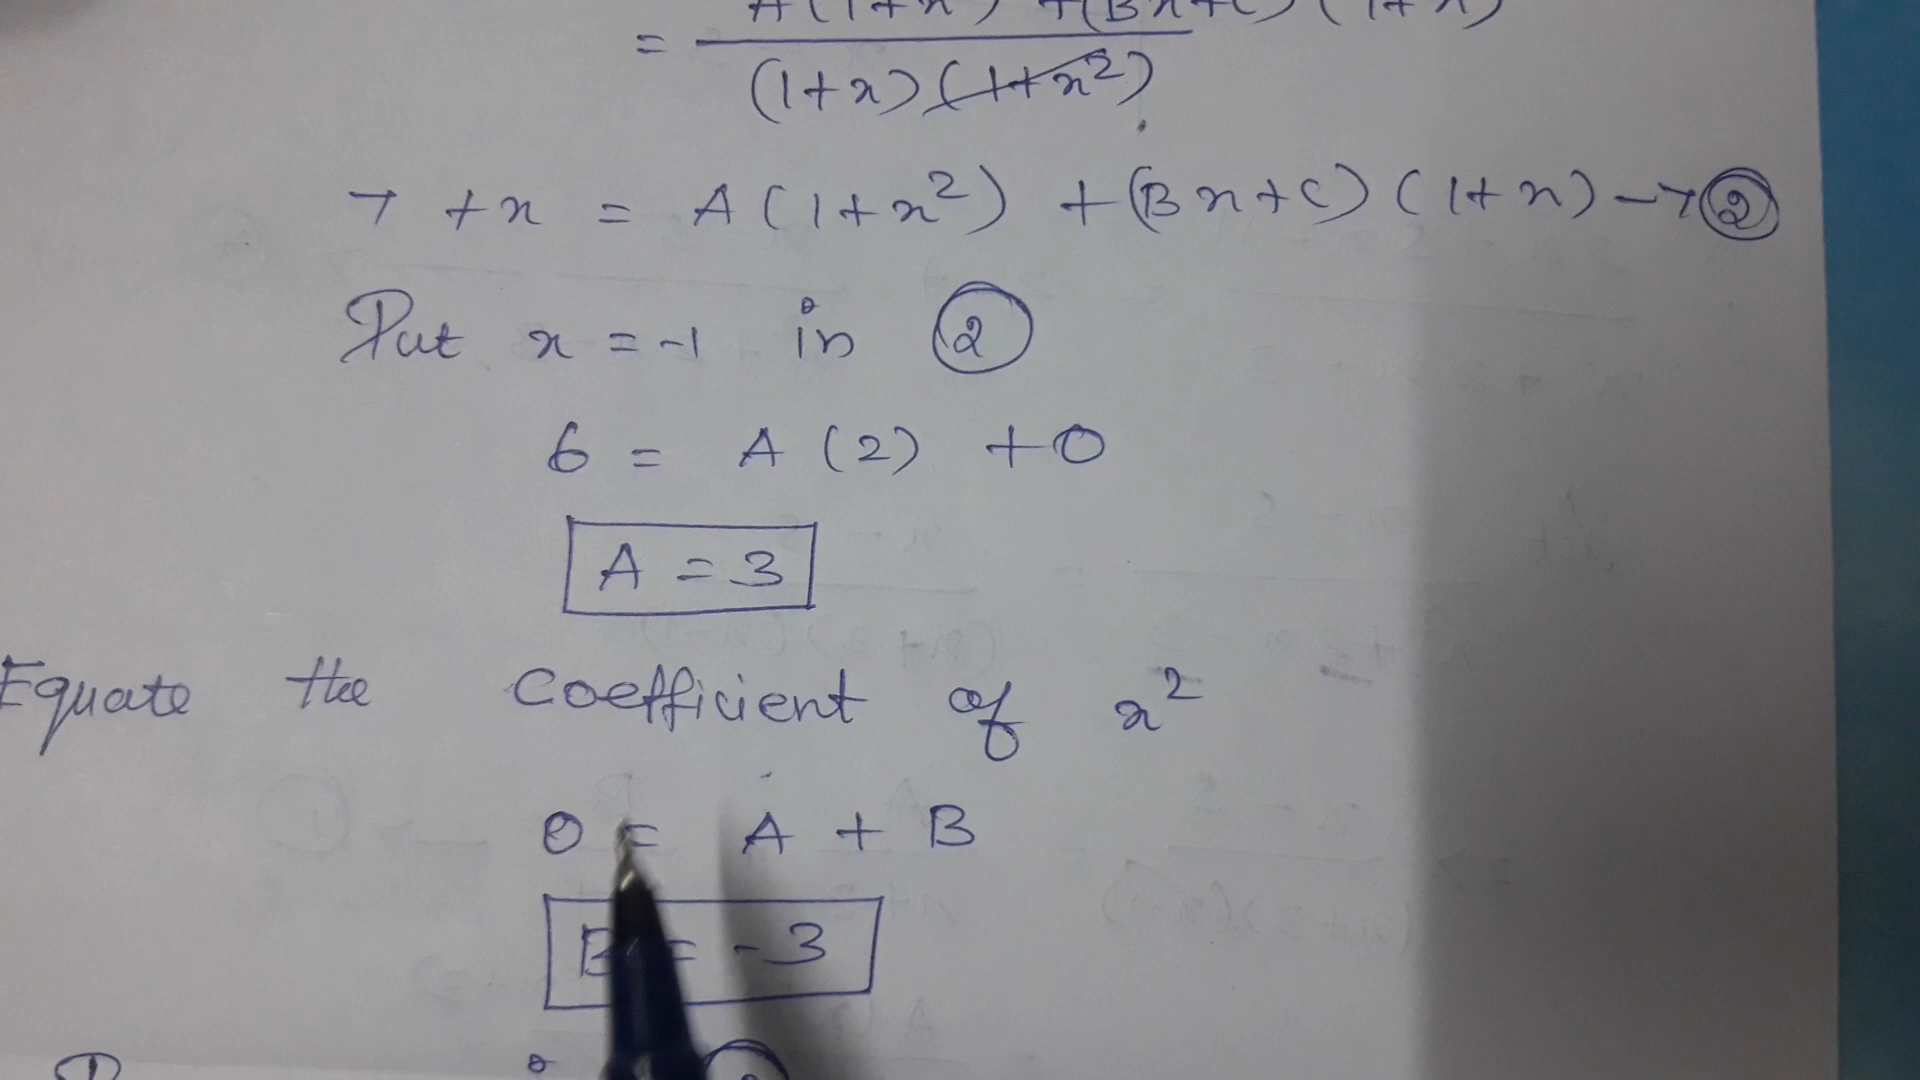 = A(1+x²) + (Bx+C)(1+x)
(1+x)(1+x²)
7 + x = A(1+x²) + (Bx+C)(1+x) → ②
Put x = -1 in ②
6 = A(2) + 0
A = 3
Equate the coefficient of x²
0 = A + B
B = -3